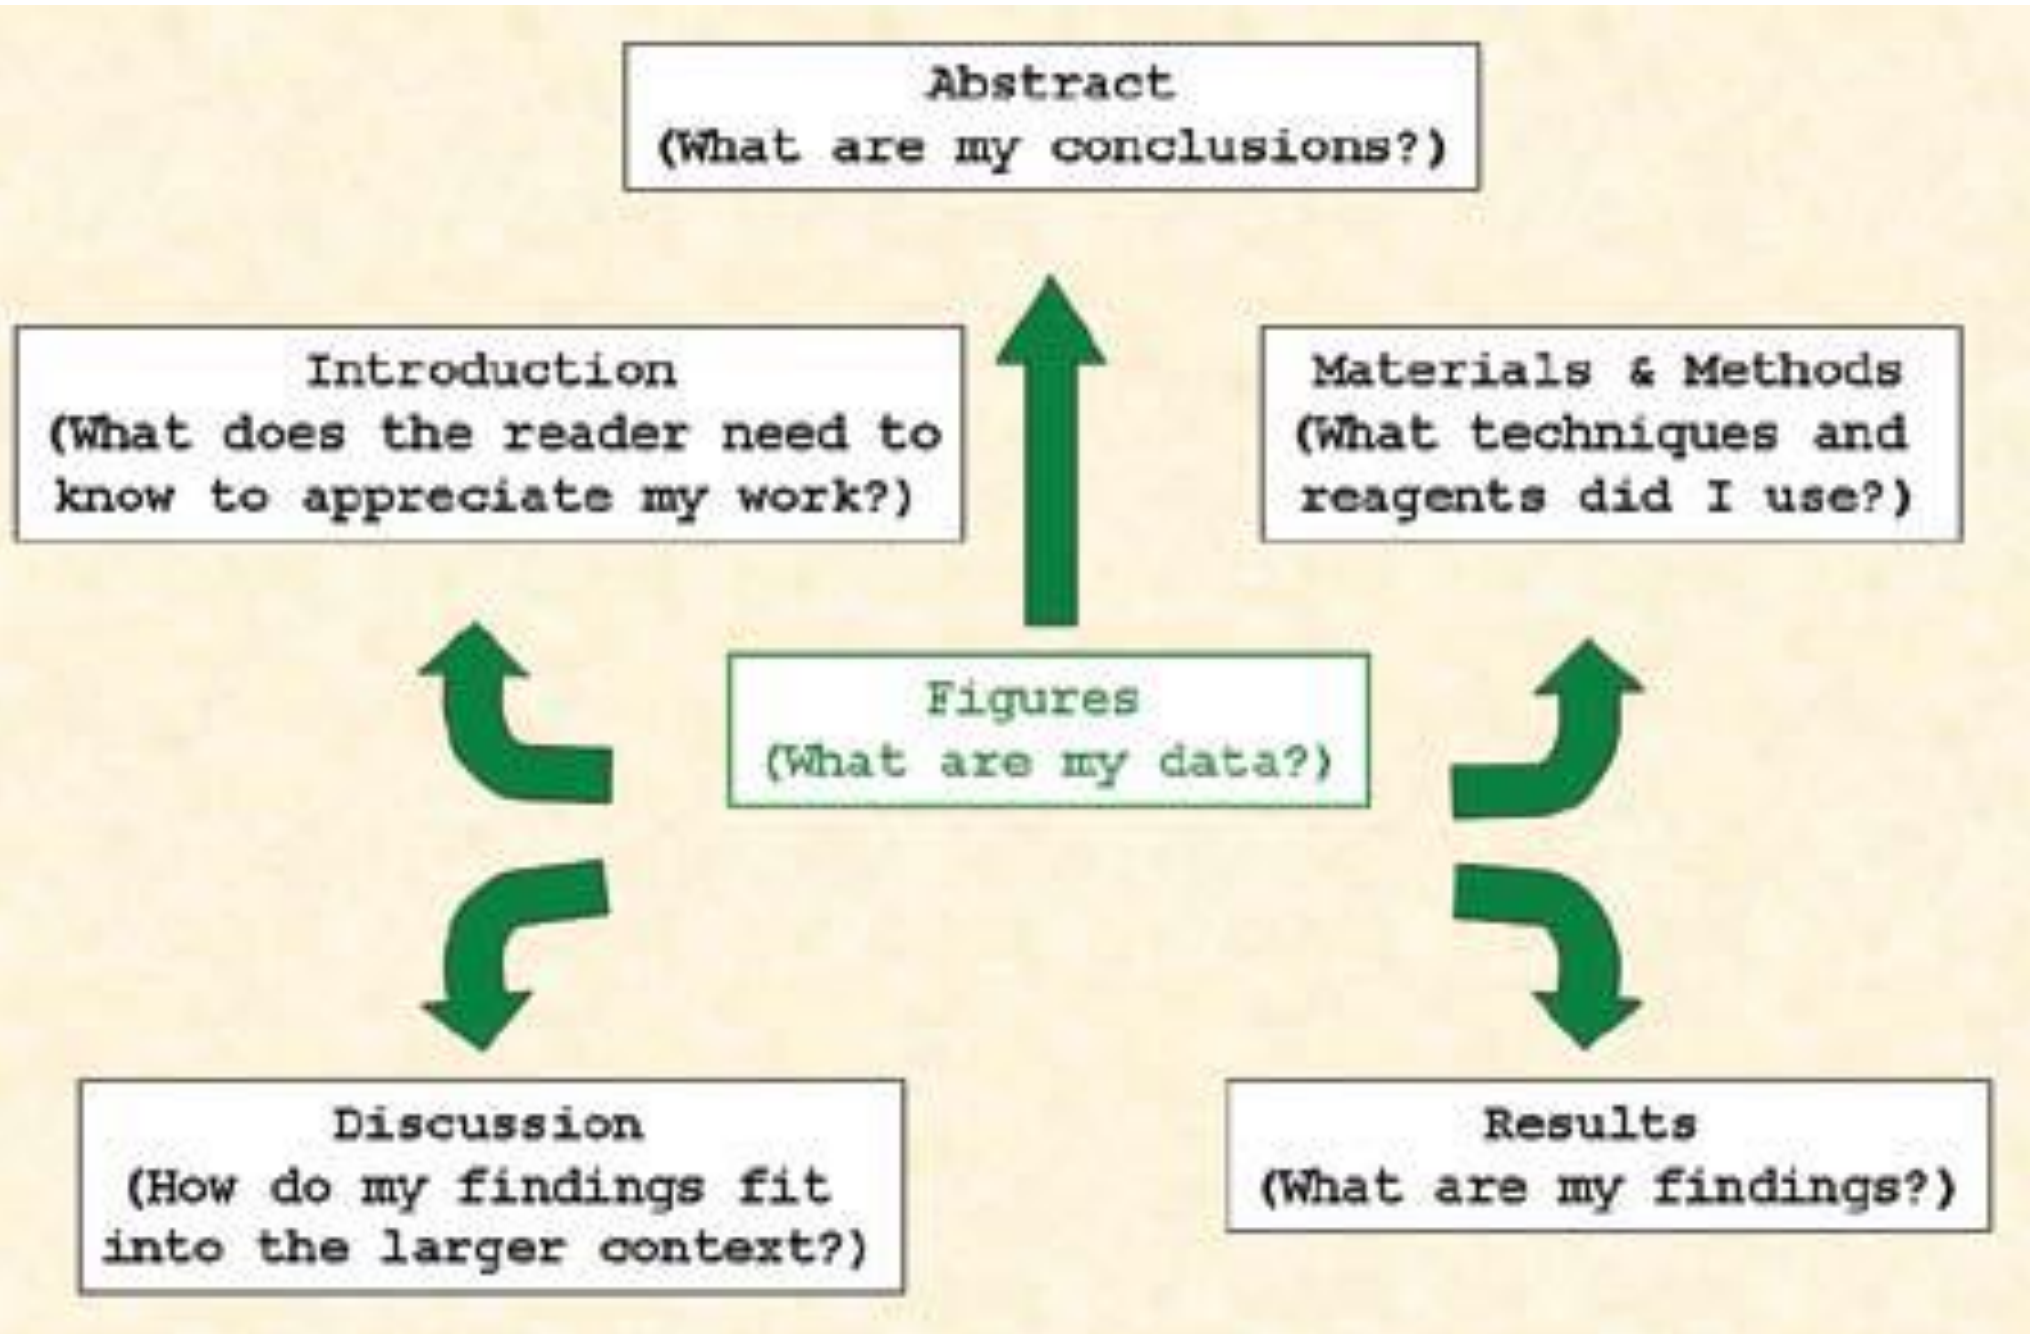 Abstract
(What are my conclusions?)
Introduction
(What does the reader need to
know to appreciate my work?)
Materials & Methods
(What techniques and
reagents did I use?)
Figures
(What are my data?)
Discussion
(How do my findings fit
into the larger context?)
Results
(What are my findings?)